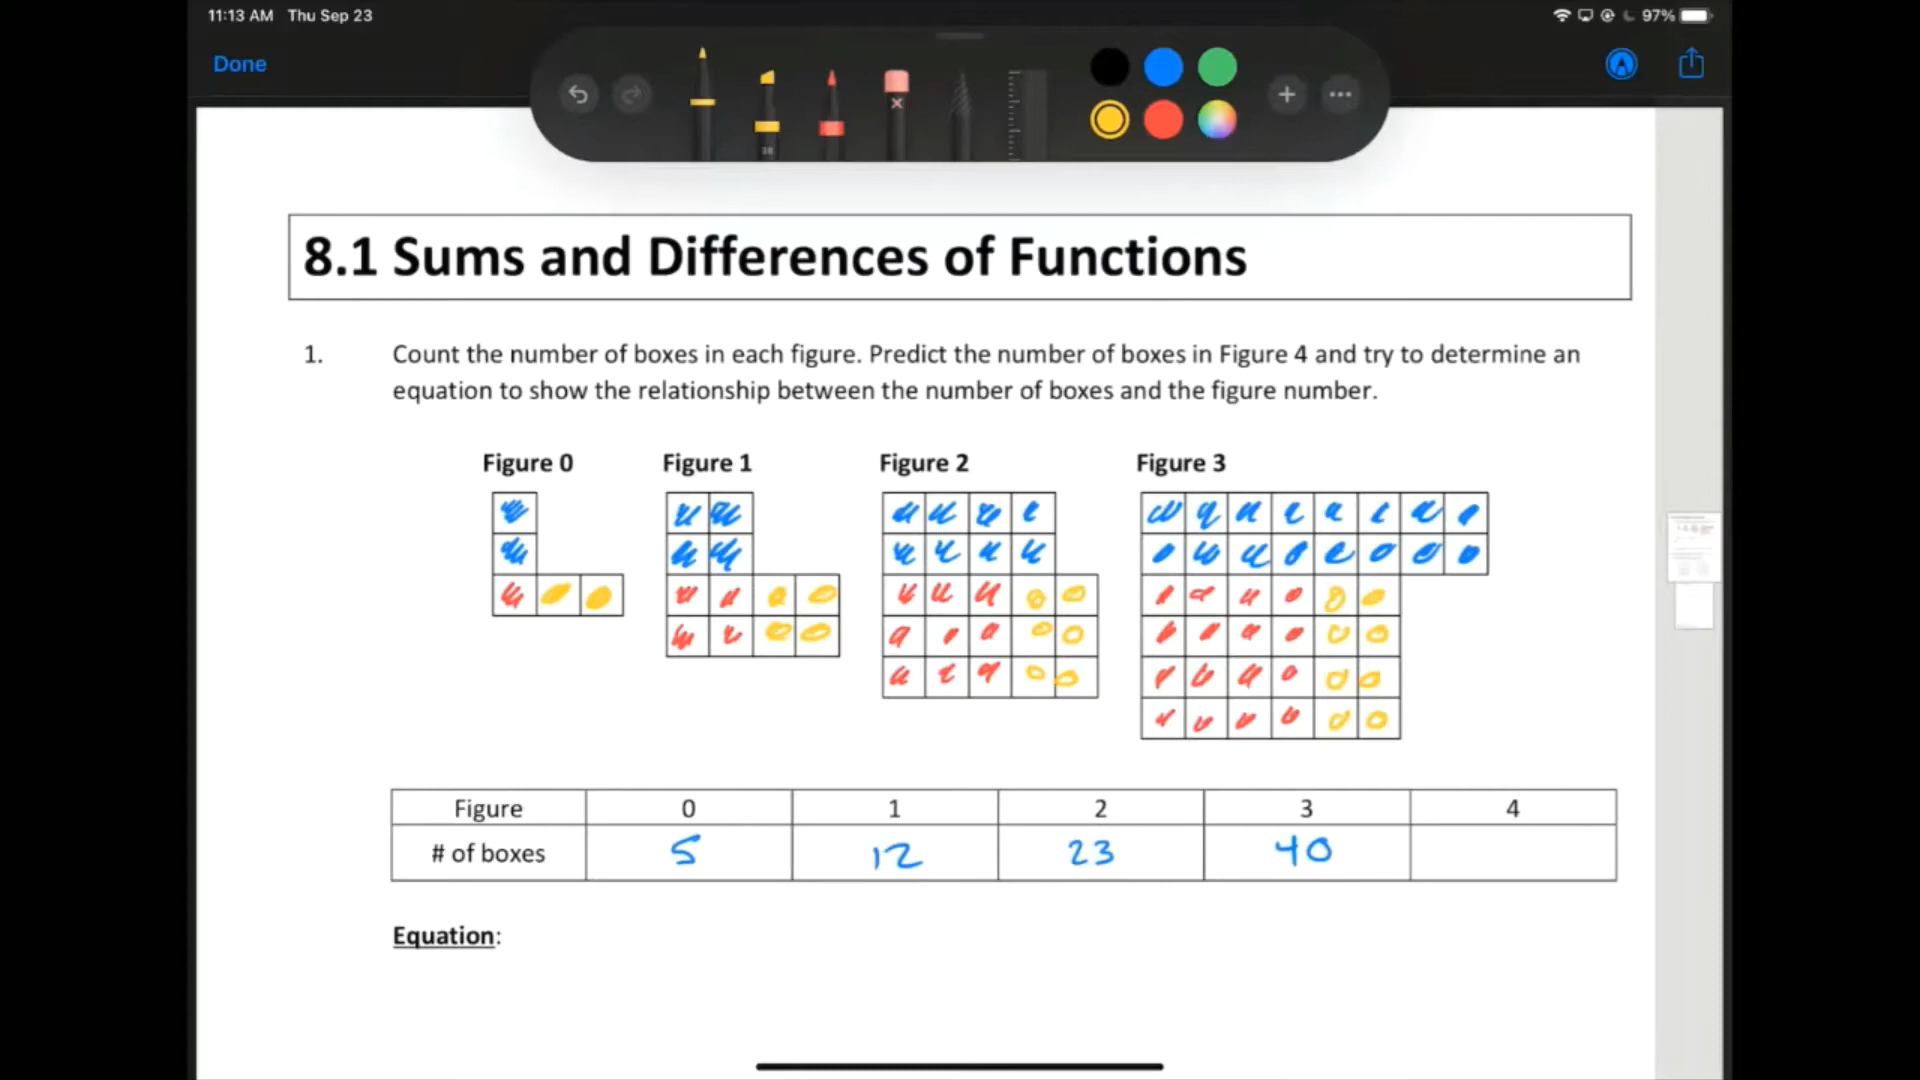 11:13 AM Thu Sep 23
97%
Done
8.1 Sums and Differences of Functions
1. Count the number of boxes in each figure. Predict the number of boxes in Figure 4 and try to determine an
equation to show the relationship between the number of boxes and the figure number.
Figure 0 Figure 1 Figure 2 Figure 3
Figure 0 1 2 3 4
# of boxes 5 12 23 40
Equation: